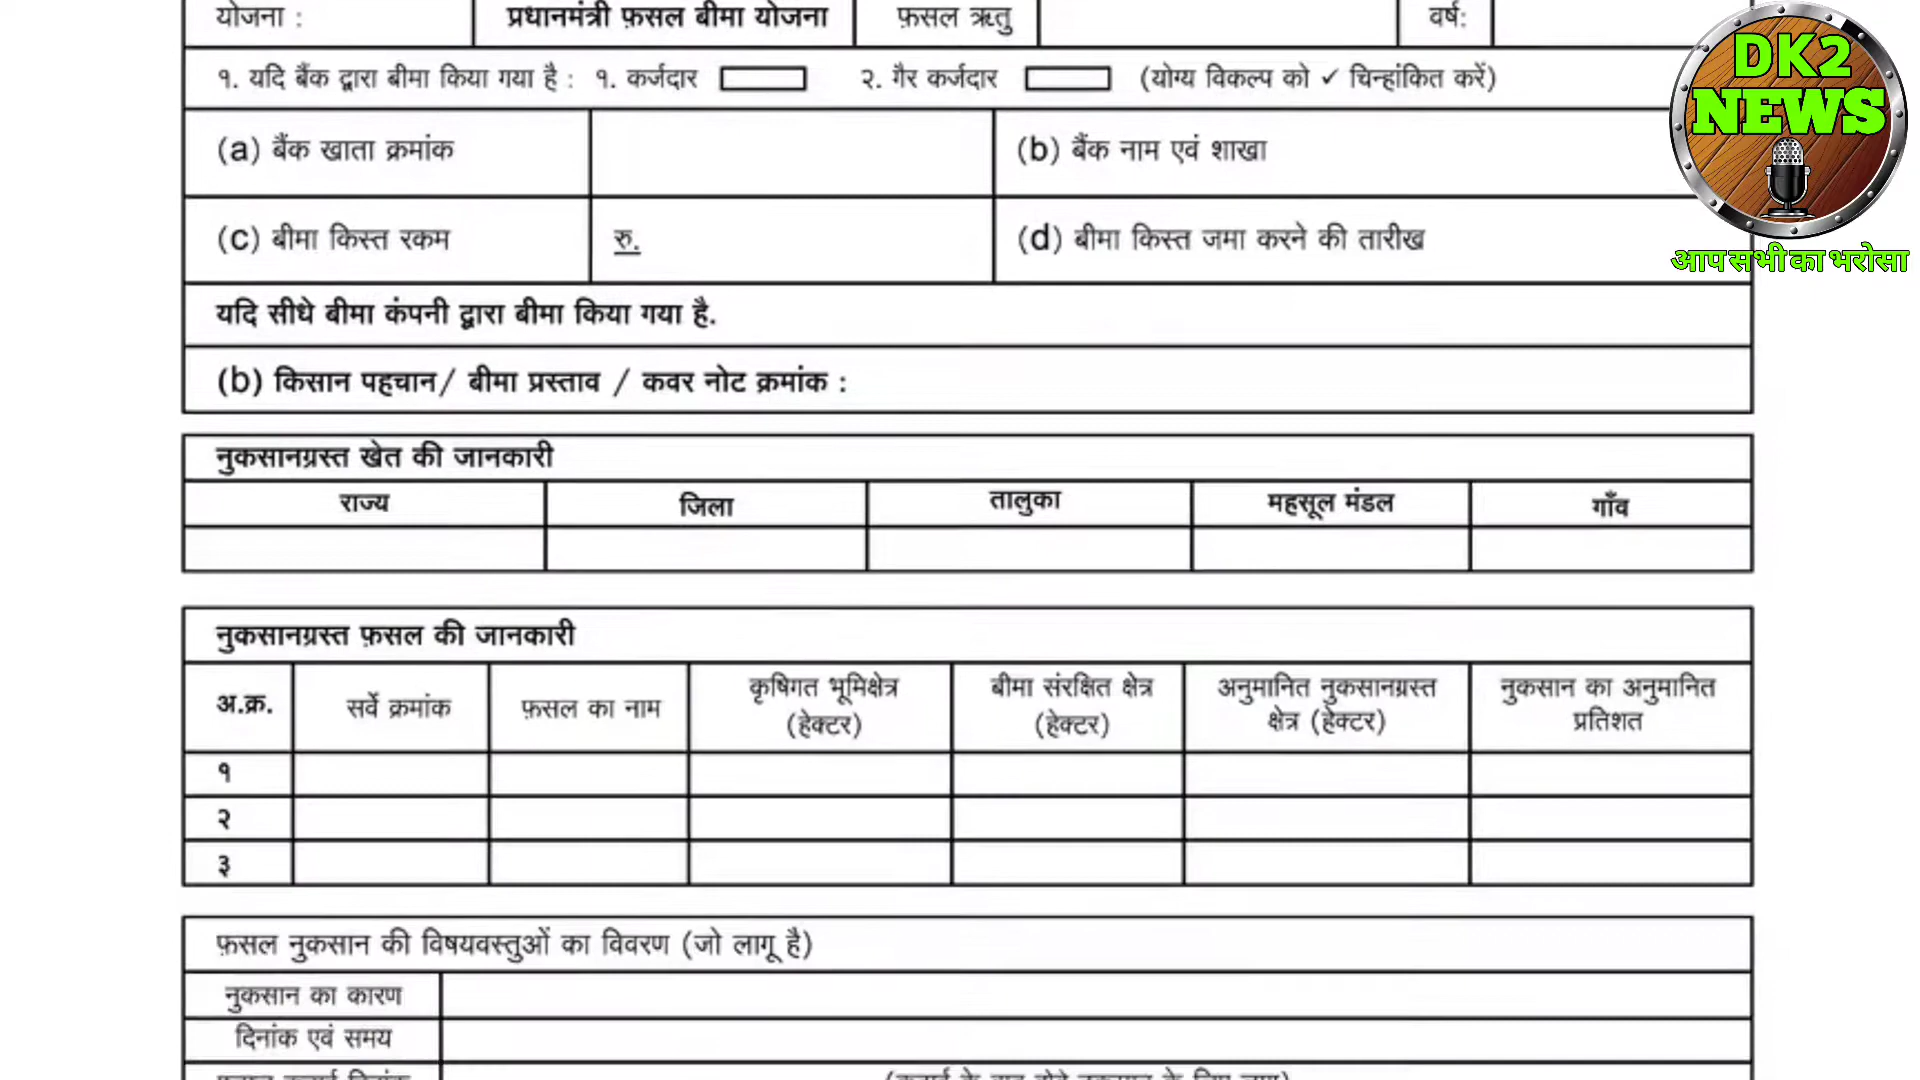 योजना : प्रधानमंत्री फ़सल बीमा योजना फ़सल ऋतु वर्ष:
१. यदि बैंक द्वारा बीमा किया गया है : १. कर्जदार २. गैर कर्जदार (योग्य विकल्प को ✓ चिन्हांकित करें)
(a) बैंक खाता क्रमांक (b) बैंक नाम एवं शाखा
(c) बीमा किस्त रकम रु. (d) बीमा किस्त जमा करने की तारीख
यदि सीधे बीमा कंपनी द्वारा बीमा किया गया है.
(b) किसान पहचान/ बीमा प्रस्ताव / कवर नोट क्रमांक :
नुकसानग्रस्त खेत की जानकारी
राज्य जिला तालुका महसूल मंडल गाँव
नुकसानग्रस्त फ़सल की जानकारी
अ.क्र. सर्वे क्रमांक फ़सल का नाम कृषिगत भूमिक्षेत्र (हेक्टर) बीमा संरक्षित क्षेत्र (हेक्टर) अनुमानित नुकसानग्रस्त क्षेत्र (हेक्टर) नुकसान का अनुमानित प्रतिशत
१
२
३
फ़सल नुकसान की विषयवस्तुओं का विवरण (जो लागू है)
नुकसान का कारण
दिनांक एवं समय
DK2
NEWS
आप सभी का भरोसा